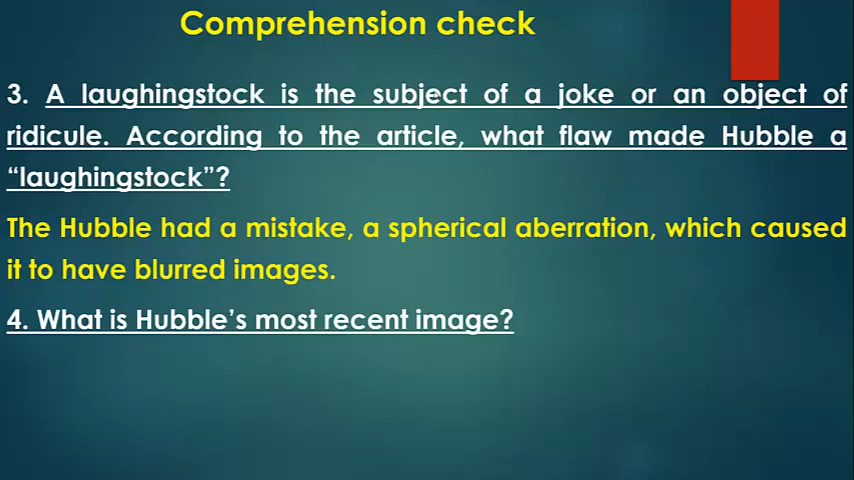 Comprehension check
3. A laughingstock is the subject of a joke or an object of
ridicule. According to the article, what flaw made Hubble a
“laughingstock”?
The Hubble had a mistake, a spherical aberration, which caused
it to have blurred images.
4. What is Hubble’s most recent image?